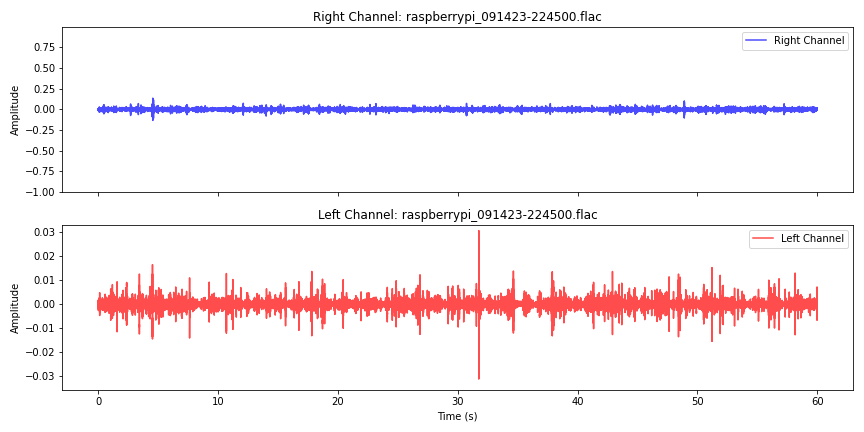 Right Channel: raspberrypi_091423-224500.flac
Right Channel
Amplitude
0.75
0.50
0.25
0.00
−0.25
−0.50
−0.75
−1.00
Left Channel: raspberrypi_091423-224500.flac
Left Channel
Amplitude
0.03
0.02
0.01
0.00
−0.01
−0.02
−0.03
0 10 20 30 40 50 60
Time (s)